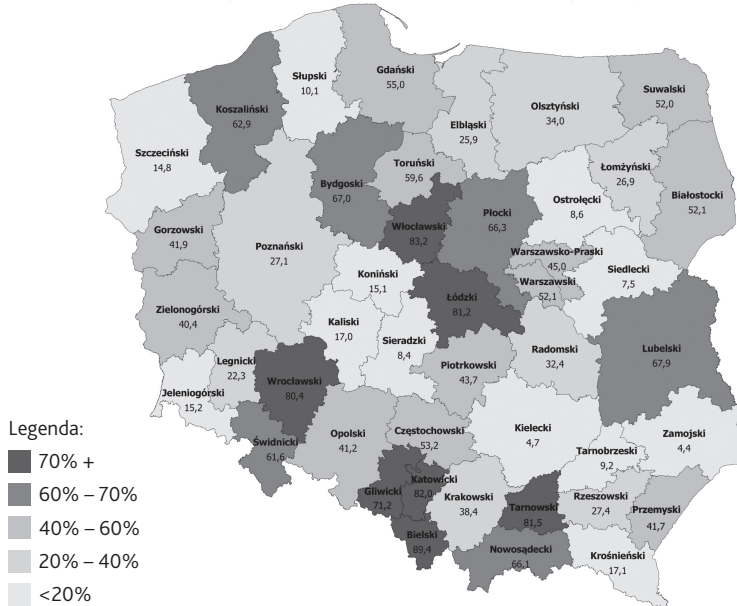 Słupski
10,1
Gdański
55,0
Koszaliński
62,9
Suwalski
52,0
Olsztyński
34,0
Elbląski
25,9
Szczeciński
14,8
Toruński
59,6
Łomżyński
26,9
Bydgoski
67,0
Ostrołęcki
8,6
Białostocki
52,1
Włocławski
83,2
Płocki
66,3
Gorzowski
41,9
Poznański
27,1
Warszawsko-Praski
45,0
Koniński
15,1
Siedlecki
7,5
Warszawski
52,1
Łódzki
81,2
Zielonogórski
40,4
Kaliski
17,0
Sieradzki
8,4
Radomski
32,4
Lubelski
67,9
Legnicki
22,3
Piotrkowski
43,7
Wrocławski
80,4
Jeleniogórski
15,2
Legenda:
Kielecki
4,7
Opolski
41,2
Częstochowski
53,2
Zamojski
4,4
Świdnicki
61,6
Tarnobrzeski
9,2
70% +
Katowicki
82,0
Gliwicki
71,2
60% – 70%
Krakowski
38,4
Rzeszowski
27,4
Tarnowski
81,5
Przemyski
41,7
40% – 60%
Bielski
89,4
Nowosądecki
66,1
Krośnieński
17,1
20% – 40%
<20%